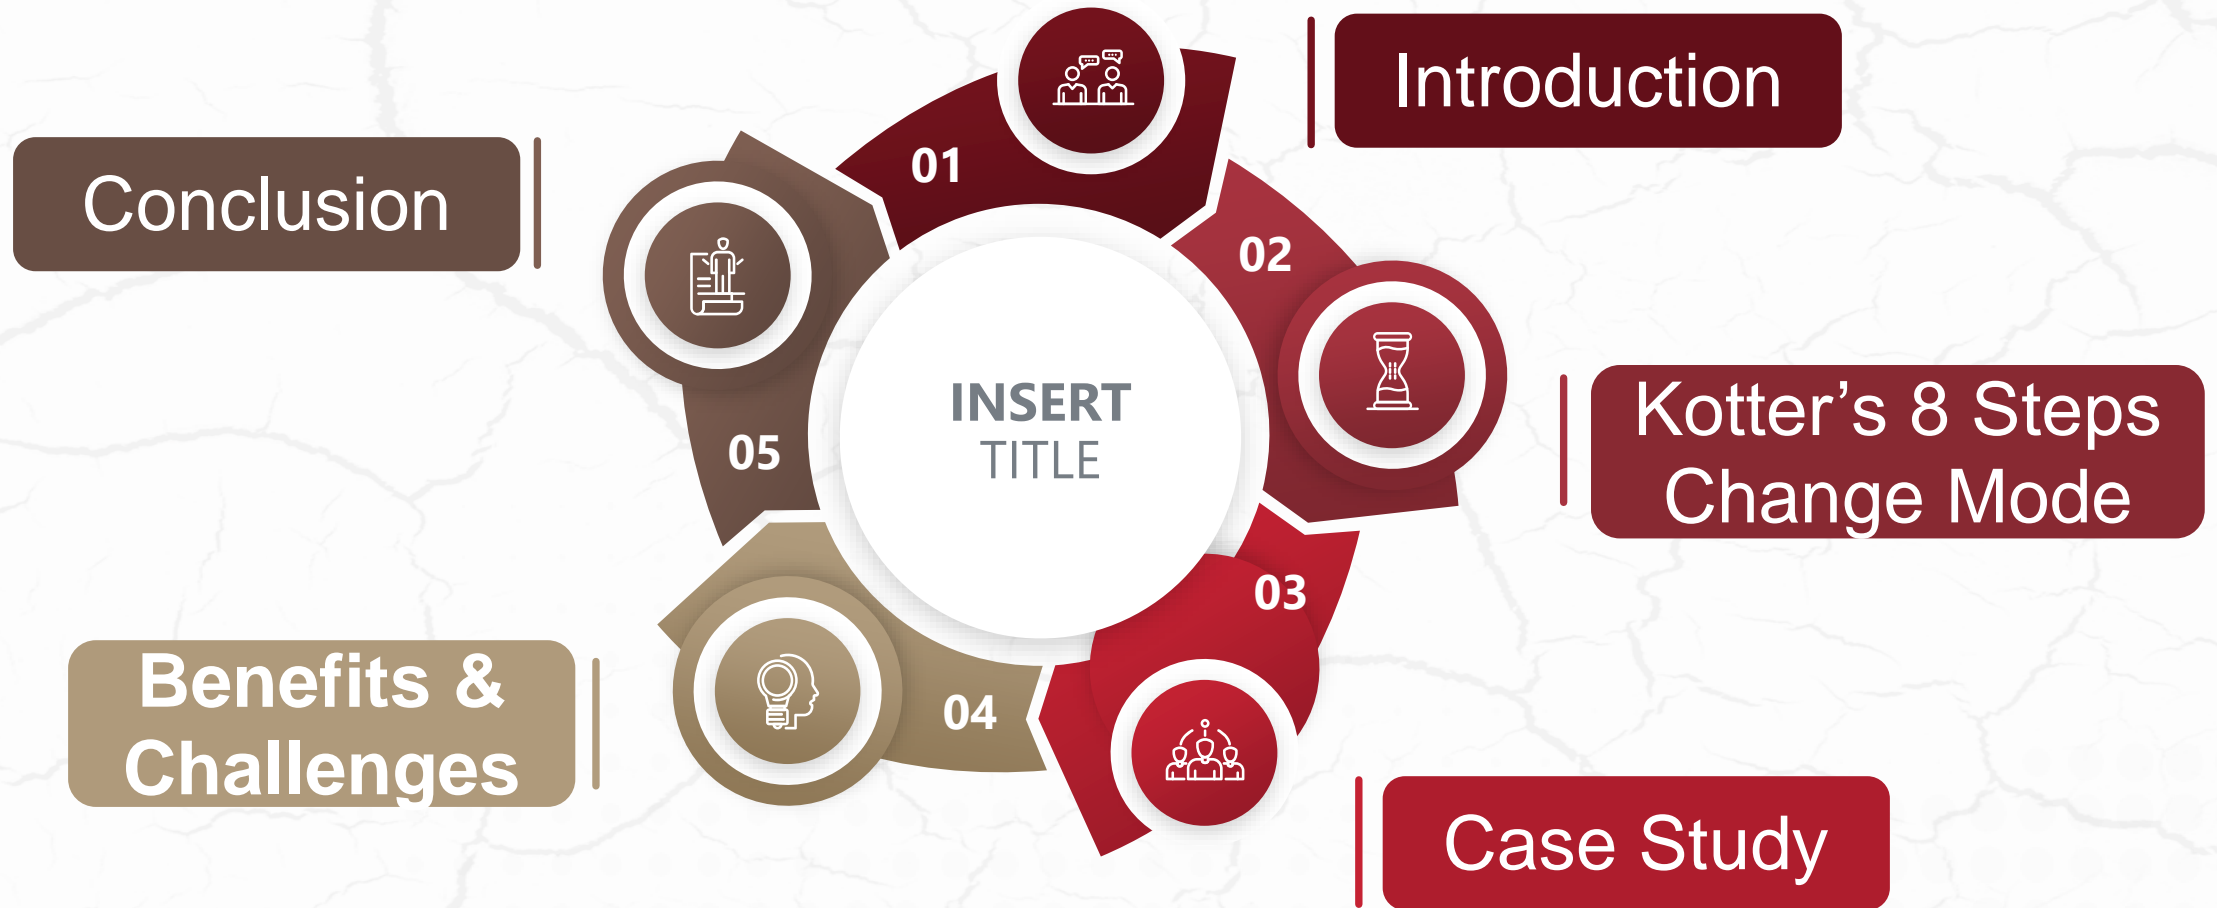 01
Introduction
02
Kotter’s 8 Steps
Change Mode
03
Case Study
04
Benefits &
Challenges
05
Conclusion
INSERT
TITLE